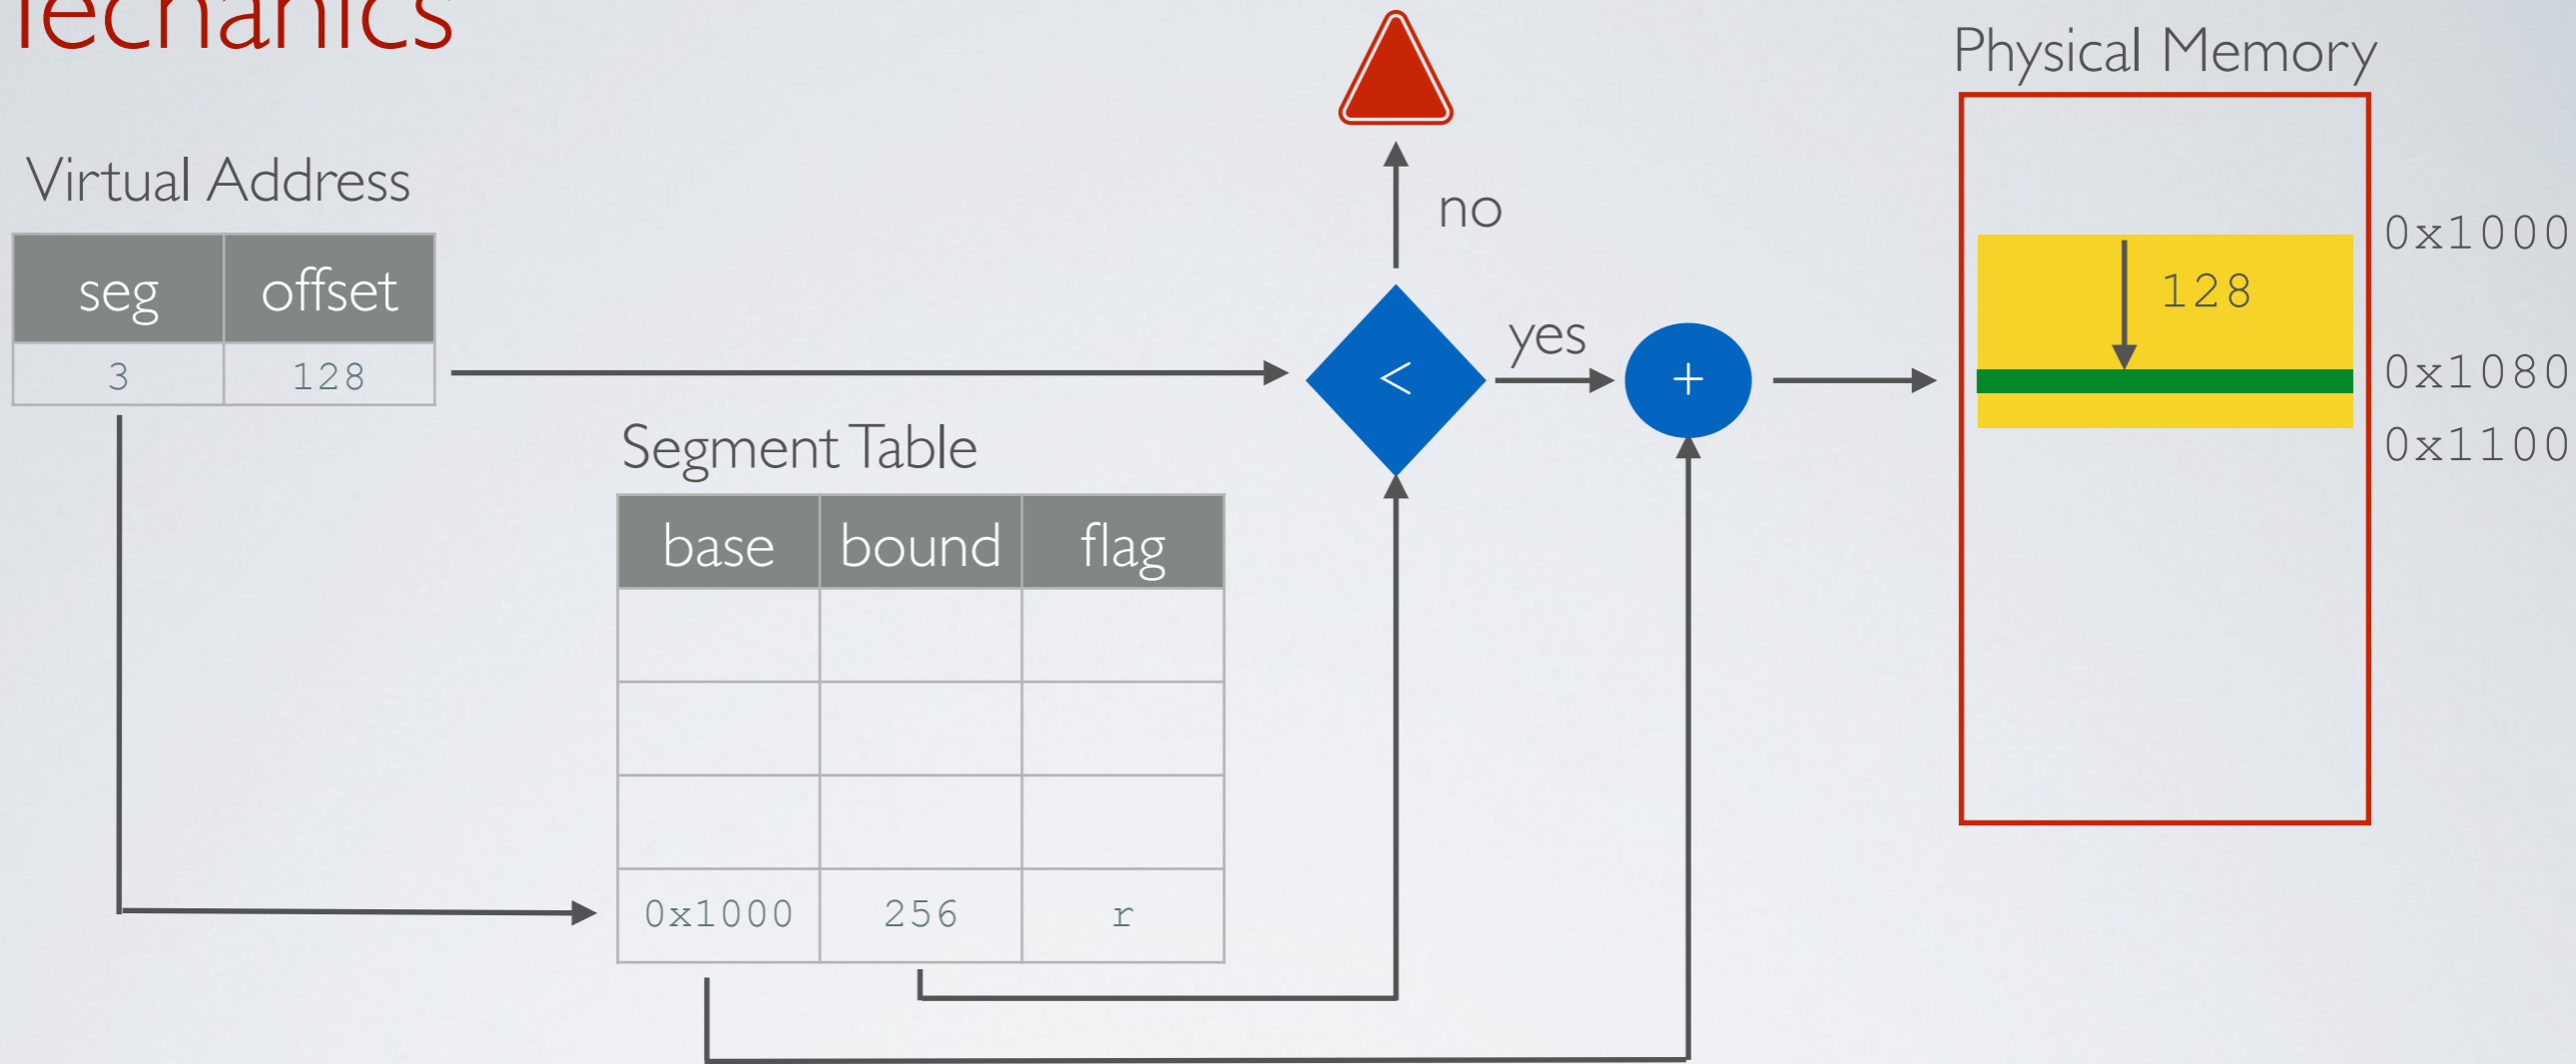 Virtual Address
seg offset
3 128
Segment Table
base bound flag
0x1000 256 r
no
<
yes
+
Physical Memory
0x1000
128
0x1080
0x1100